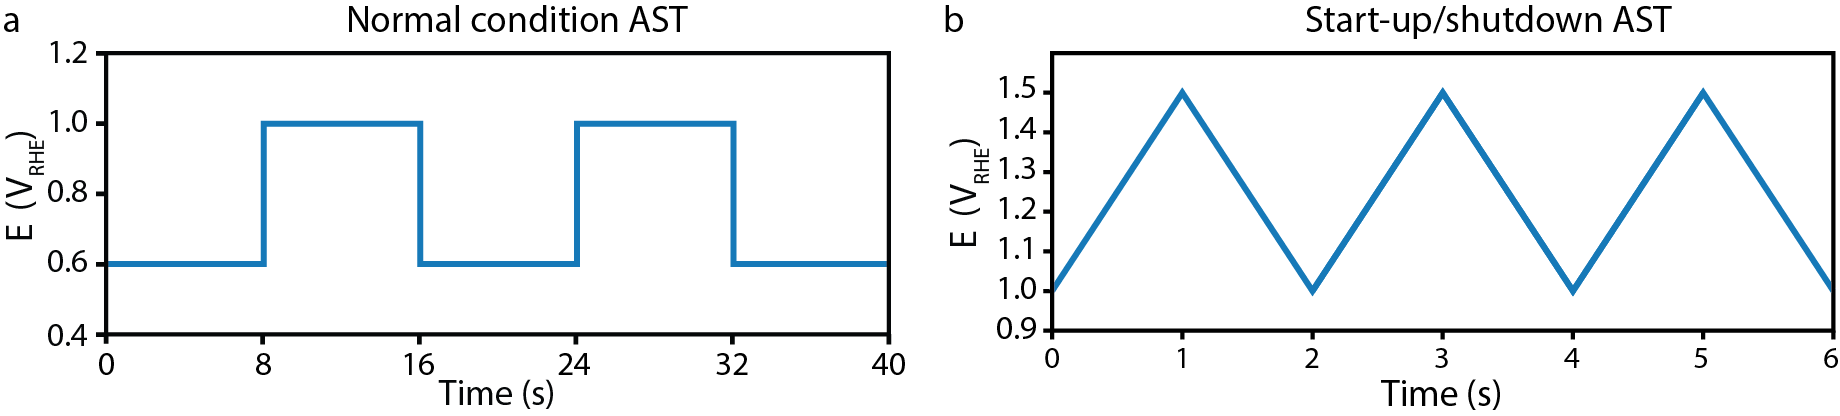 a
Normal condition AST
1.2
1.0
0.8
0.6
0.4
E (V_RHE)
0 8 16 24 32 40
Time (s)
b
Start-up/shutdown AST
1.5
1.4
1.3
1.2
1.1
1.0
0.9
E (V_RHE)
0 1 2 3 4 5 6
Time (s)